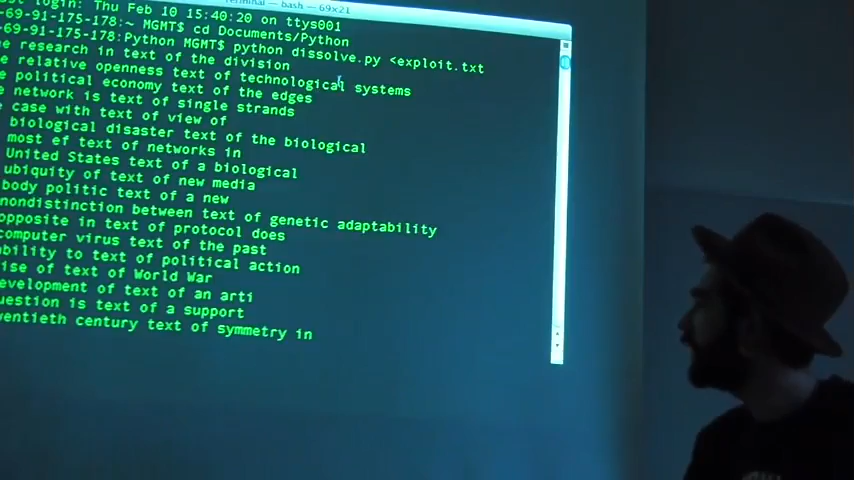 Terminal — bash — 69x21
login: Thu Feb 10 15:40:20 on ttys001
-69-91-175-178:~ MGMT$ cd Documents/Python
-69-91-175-178:Python MGMT$ python dissolve.py <exploit.txt
e research in text of the division
e relative openness text of technological systems
e political economy text of the edges
e network is text of single strands
e case with text of view of
biological disaster text of the biological
most ef text of networks in
United States text of a biological
ubiquity of text of new media
body politic text of a new
nondistinction between text of genetic adaptability
opposite in text of protocol does
computer virus text of the past
ability to text of political action
ise of text of World War
evelopment of text of an arti
uestion is text of a support
wentieth century text of symmetry in